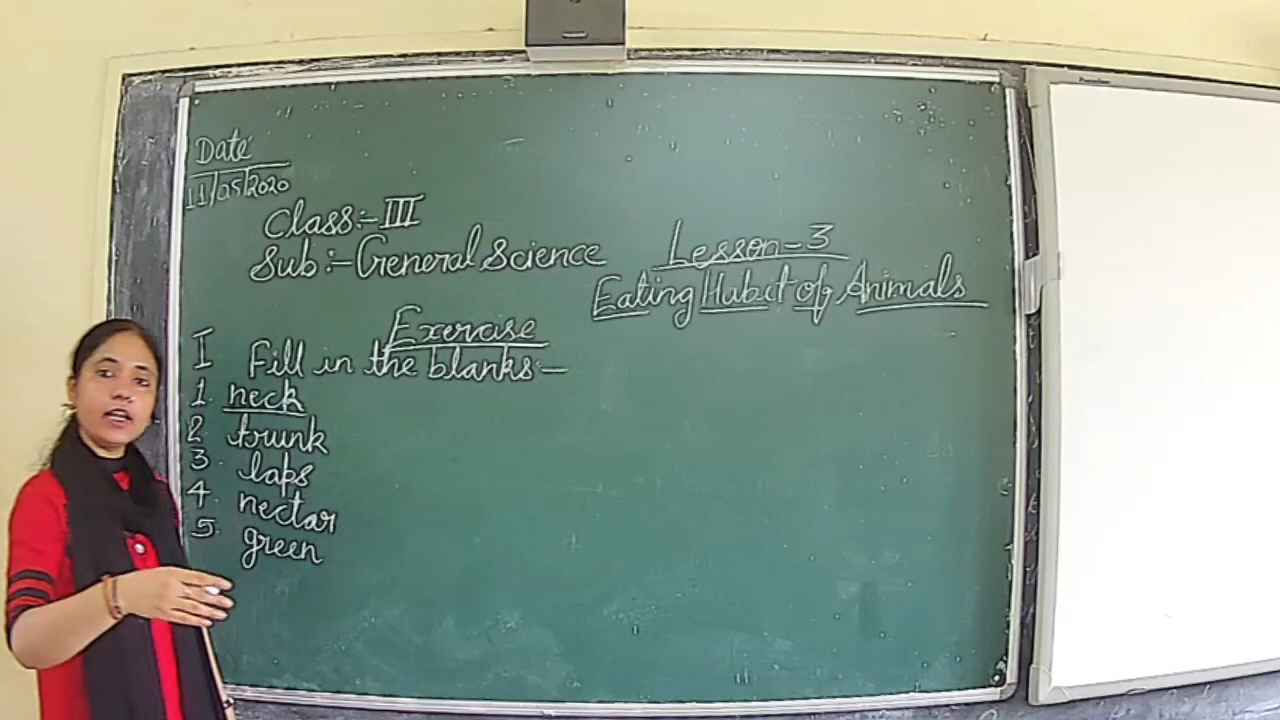 Date
11/05/2020
Class:- III
Sub:- General Science
Lesson-3
Eating Habit of Animals
Exercise
I Fill in the blanks:-
1. neck
2 trunk
3. laps
4. nectar
5. green